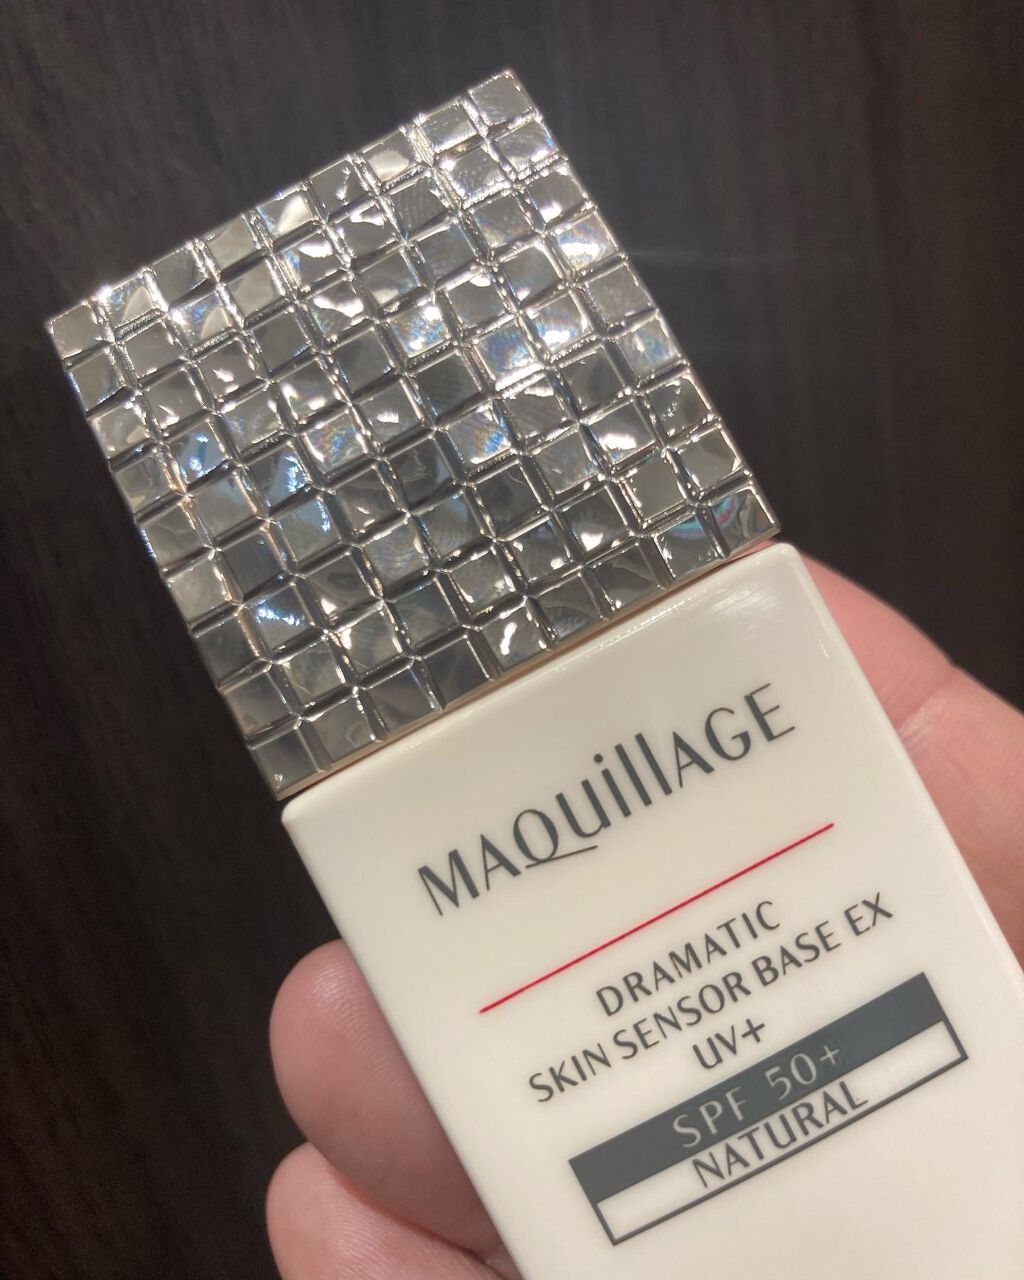 MAQuillAGE
DRAMATIC
SKIN SENSOR BASE EX
UV+
SPF 50+
NATURAL